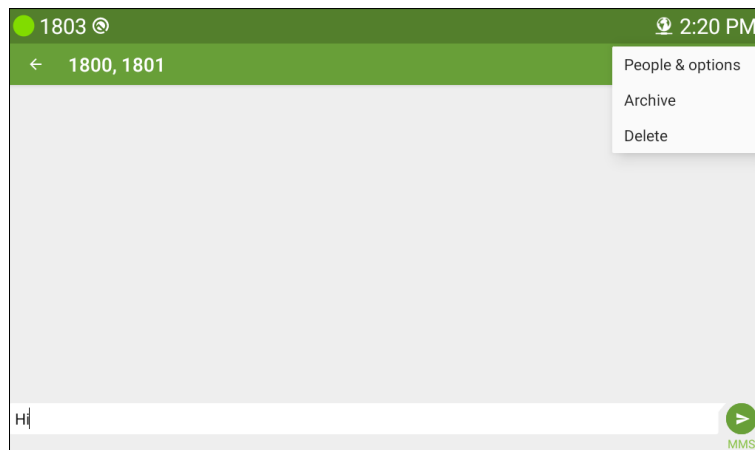 1803 2:20 PM
1800, 1801
People & options
Archive
Delete
Hi
MMS